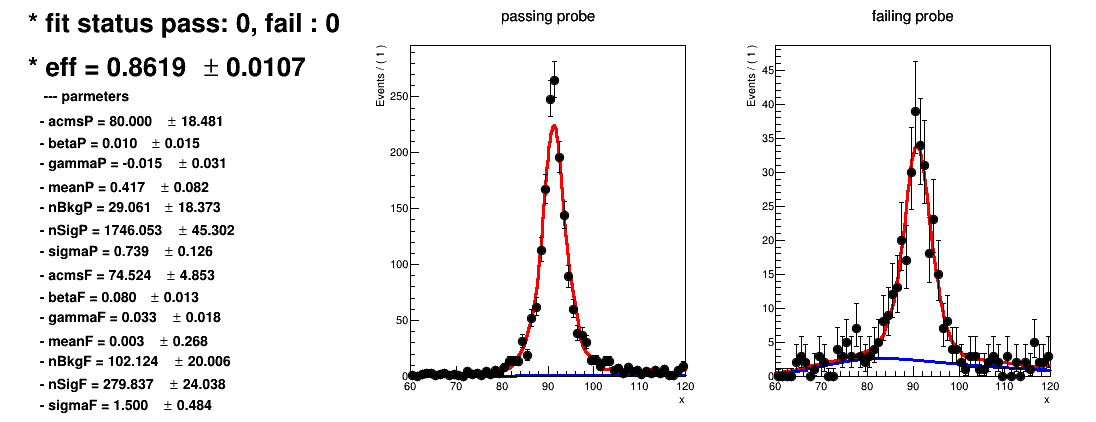 * fit status pass: 0, fail : 0
* eff = 0.8619 ± 0.0107
--- parmeters
- acmsP = 80.000 ± 18.481
- betaP = 0.010 ± 0.015
- gammaP = -0.015 ± 0.031
- meanP = 0.417 ± 0.082
- nBkgP = 29.061 ± 18.373
- nSigP = 1746.053 ± 45.302
- sigmaP = 0.739 ± 0.126
- acmsF = 74.524 ± 4.853
- betaF = 0.080 ± 0.013
- gammaF = 0.033 ± 0.018
- meanF = 0.003 ± 0.268
- nBkgF = 102.124 ± 20.006
- nSigF = 279.837 ± 24.038
- sigmaF = 1.500 ± 0.484
passing probe
Events / ( 1 )
250
200
150
100
50
0
60 70 80 90 100 110 120
x
failing probe
Events / ( 1 )
45
40
35
30
25
20
15
10
5
0
60 70 80 90 100 110 120
x